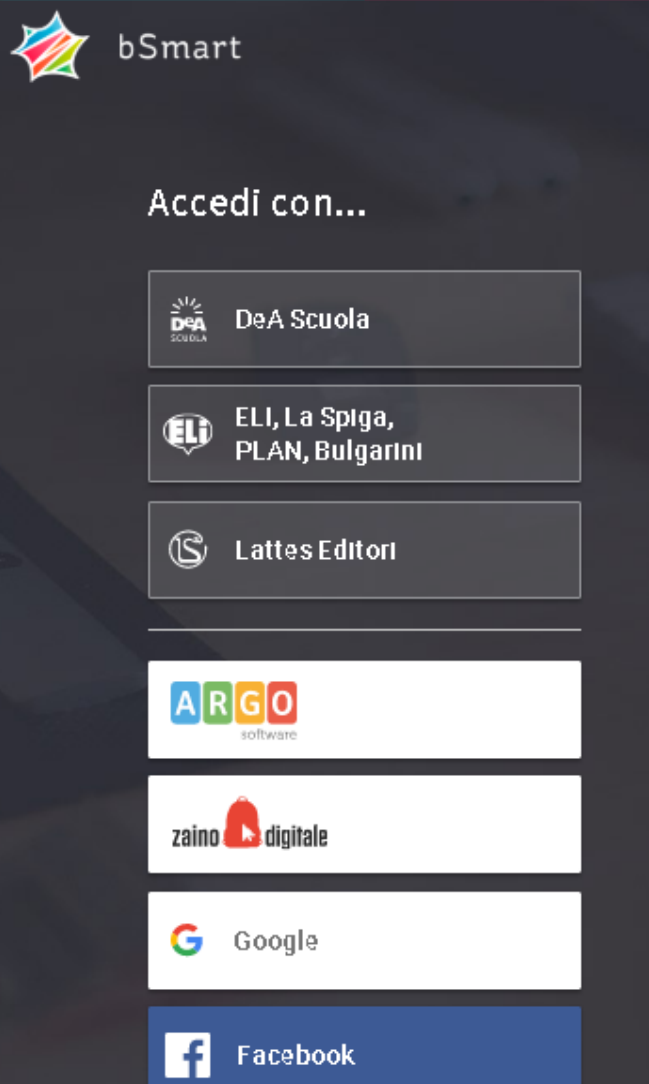 bSmart
Accedi con...
DeA
SCUOLA
DeA Scuola
ELi
ELI, La Spiga,
PLAN, Bulgarini
LS
Lattes Editori
ARGO
software
zaino digitale
G
Google
f
Facebook